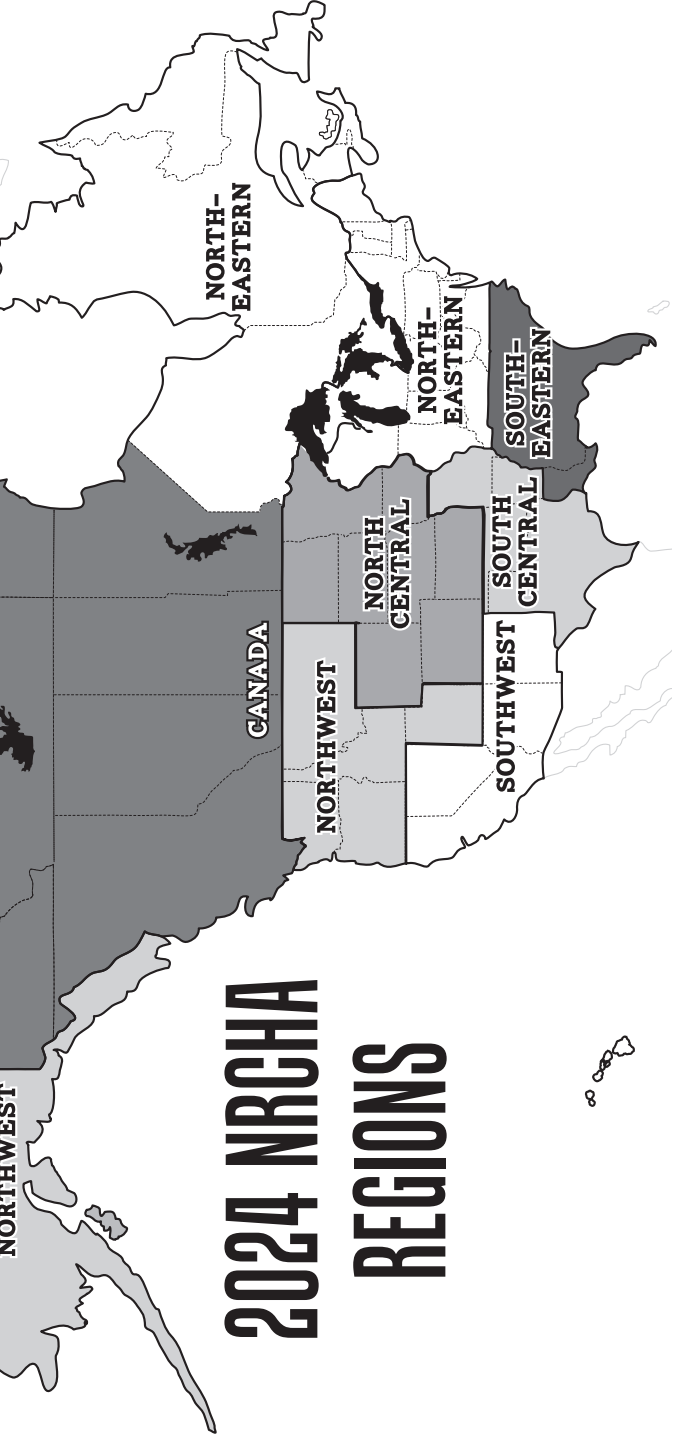 NORTHWEST
2024 NRCHA
REGIONS
CANADA
NORTHWEST
NORTH
CENTRAL
SOUTHWEST
SOUTH
CENTRAL
NORTH-
EASTERN
NORTH-
EASTERN
SOUTH-
EASTERN